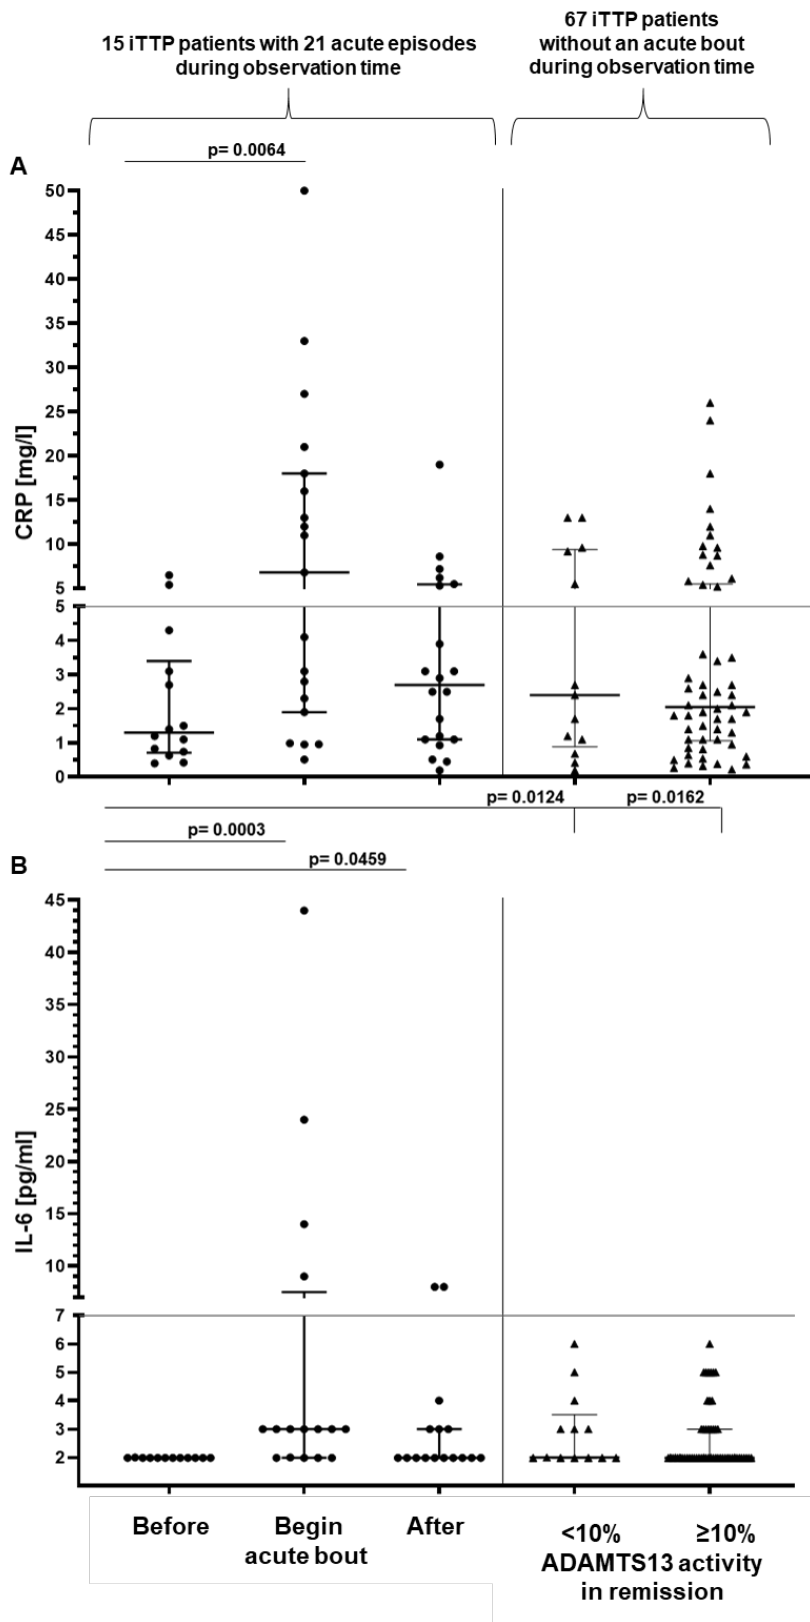 15 iTTP patients with 21 acute episodes
during observation time
67 iTTP patients
without an acute bout
during observation time
A
p= 0.0064
CRP [mg/l]
50
45
40
35
30
25
20
15
10
5
5
4
3
2
1
0
p= 0.0124
p= 0.0162
p= 0.0003
p= 0.0459
B
IL-6 [pg/ml]
45
40
35
30
25
20
15
10
7
6
5
4
3
2
Before
Begin
acute bout
After
<10%
≥10%
ADAMTS13 activity
in remission